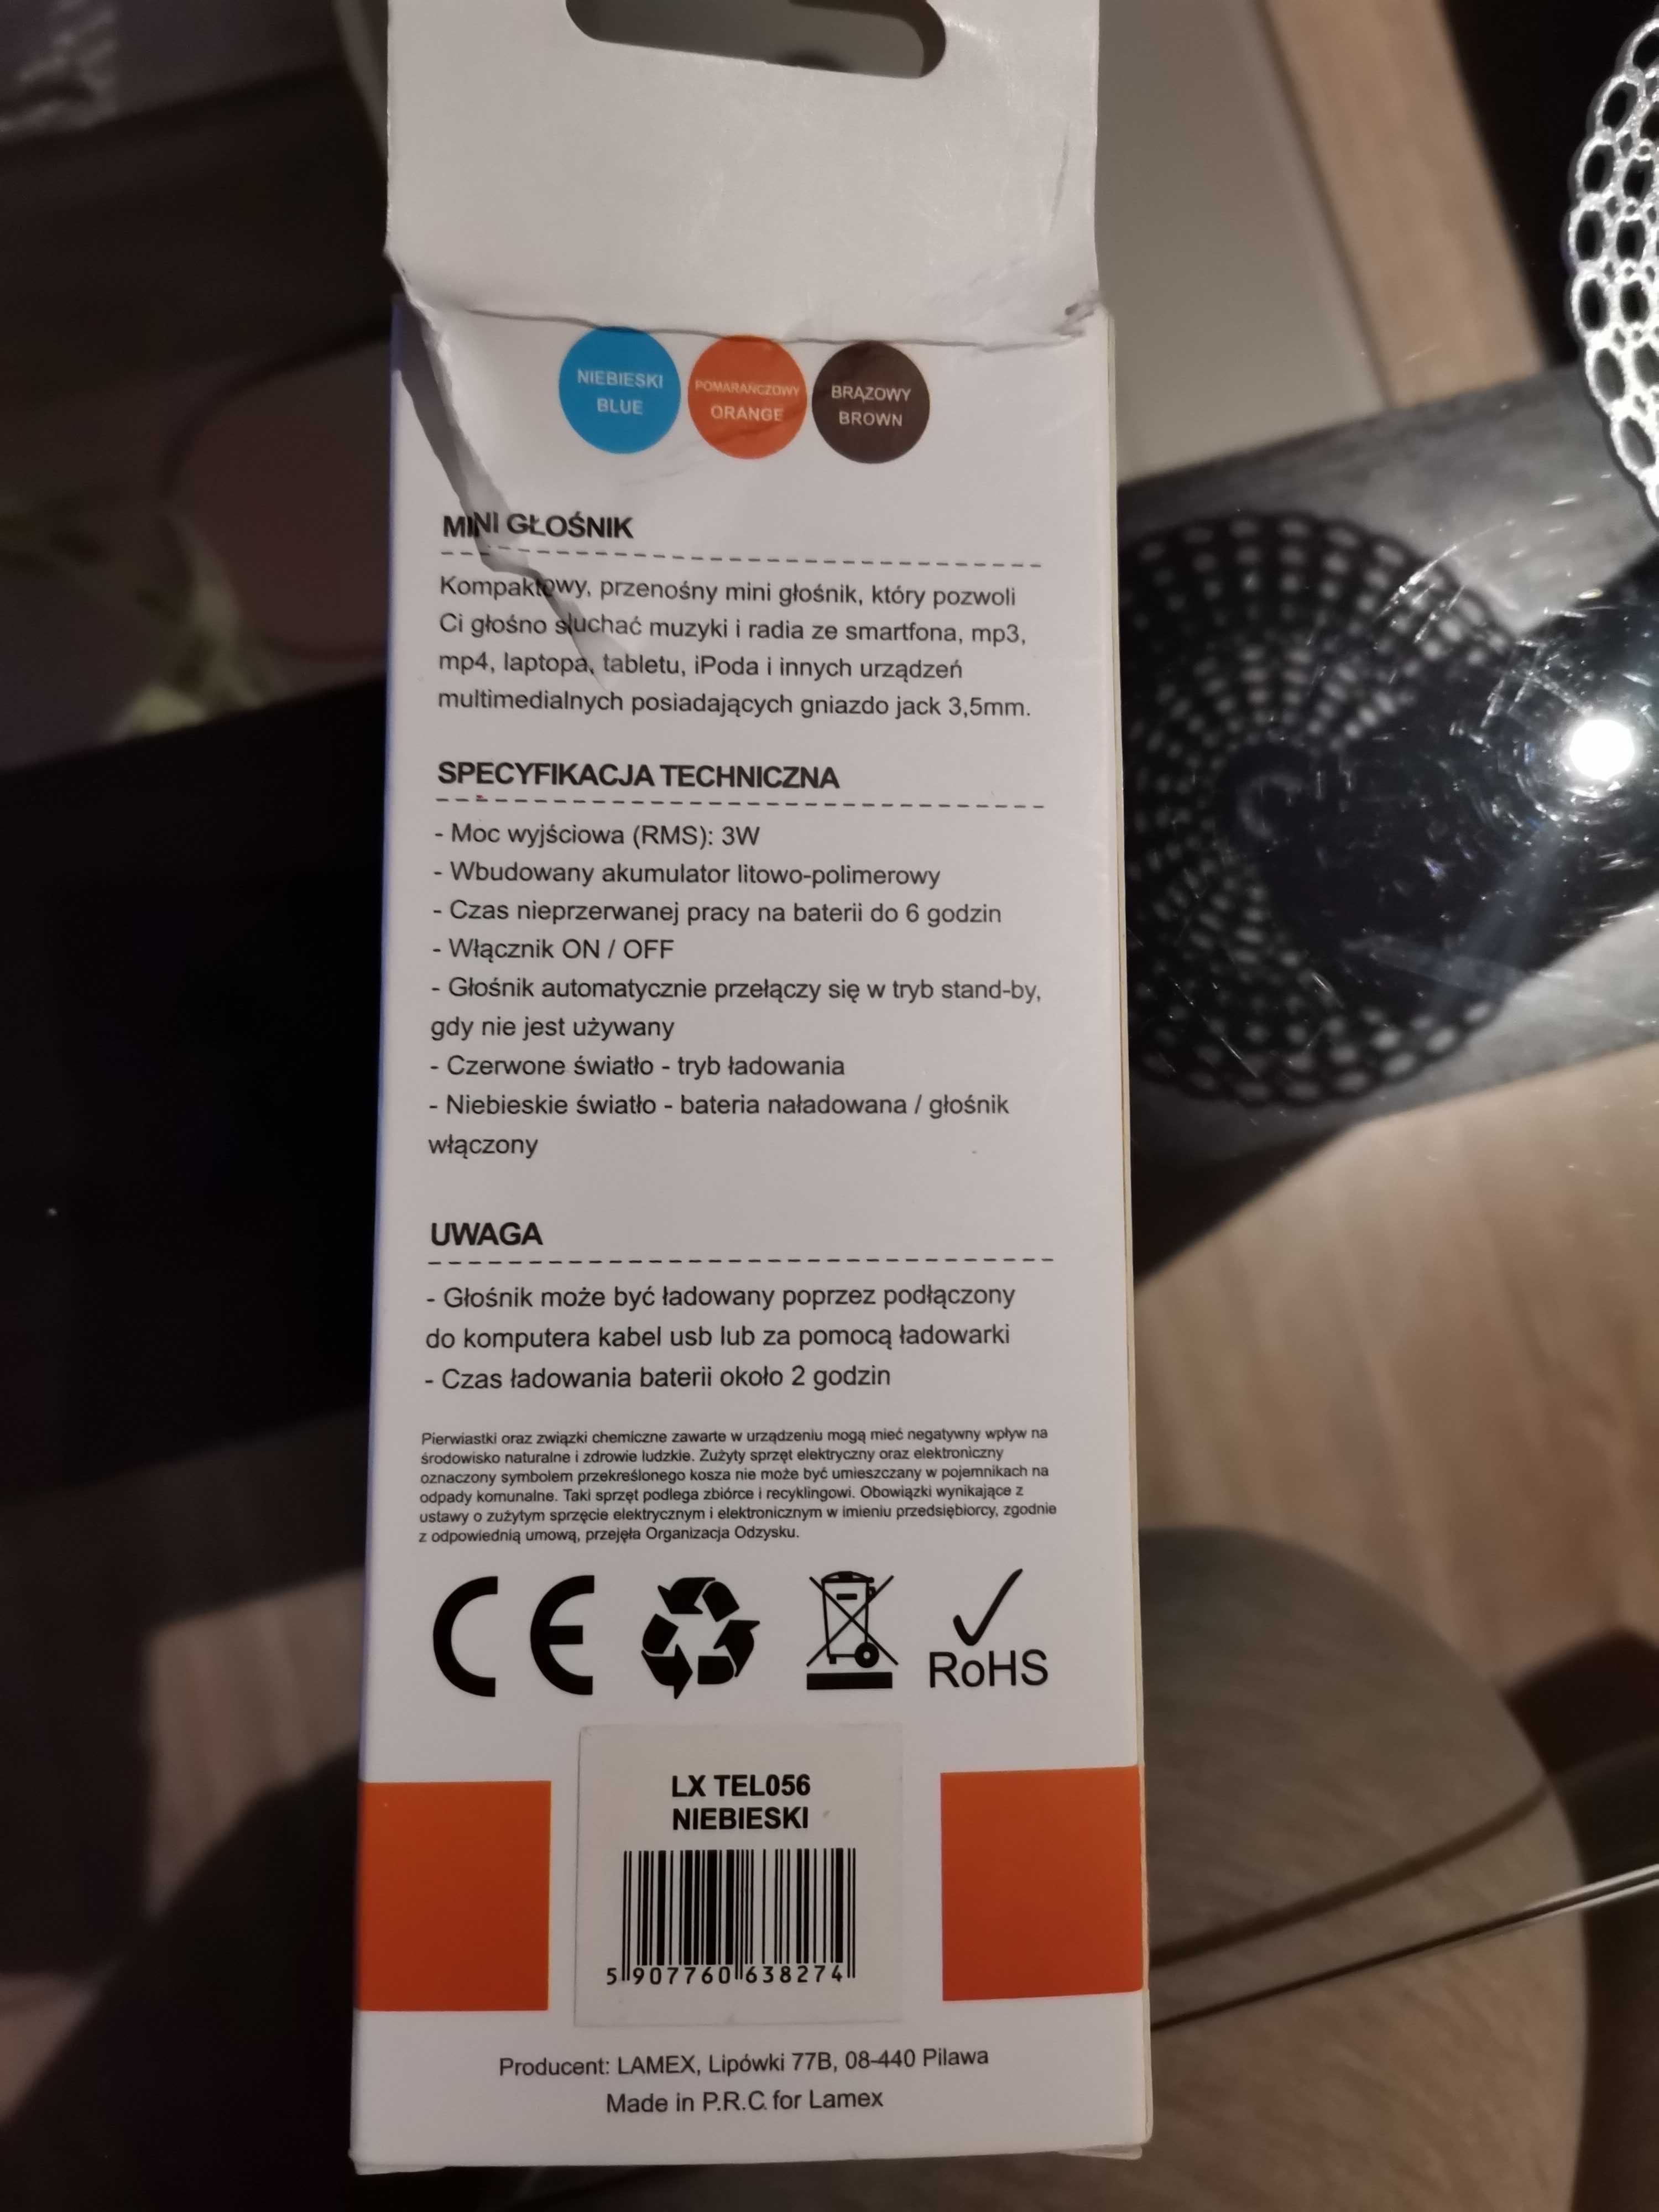 NIEBIESKI
BLUE
POMARAŃCZOWY
ORANGE
BRĄZOWY
BROWN
MINI GŁOŚNIK
Kompaktowy, przenośny mini głośnik, który pozwoli
Ci głośno słuchać muzyki i radia ze smartfona, mp3,
mp4, laptopa, tabletu, iPoda i innych urządzeń
multimedialnych posiadających gniazdo jack 3,5mm.
SPECYFIKACJA TECHNICZNA
- Moc wyjściowa (RMS): 3W
- Wbudowany akumulator litowo-polimerowy
- Czas nieprzerwanej pracy na baterii do 6 godzin
- Włącznik ON / OFF
- Głośnik automatycznie przełączy się w tryb stand-by,
gdy nie jest używany
- Czerwone światło - tryb ładowania
- Niebieskie światło - bateria naładowana / głośnik
włączony
UWAGA
- Głośnik może być ładowany poprzez podłączony
do komputera kabel usb lub za pomocą ładowarki
- Czas ładowania baterii około 2 godzin
Pierwiastki oraz związki chemiczne zawarte w urządzeniu mogą mieć negatywny wpływ na
środowisko naturalne i zdrowie ludzkie. Zużyty sprzęt elektryczny oraz elektroniczny
oznaczony symbolem przekreślonego kosza nie może być umieszczany w pojemnikach na
odpady komunalne. Taki sprzęt podlega zbiórce i recyklingowi. Obowiązki wynikające z
ustawy o zużytym sprzęcie elektrycznym i elektronicznym w imieniu przedsiębiorcy, zgodnie
z odpowiednią umową, przejęła Organizacja Odzysku.
CE
RoHS
LX TEL056
NIEBIESKI
5 907760 638274
Producent: LAMEX, Lipówki 77B, 08-440 Pilawa
Made in P.R.C. for Lamex